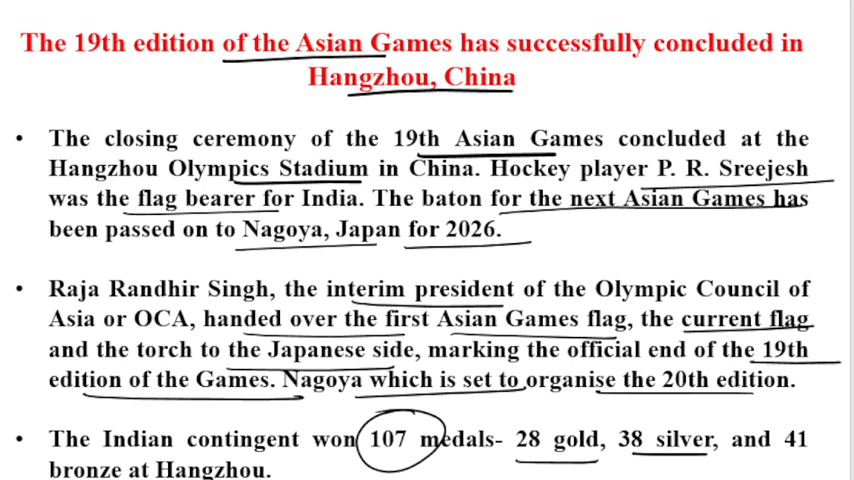 The 19th edition of the Asian Games has successfully concluded in
Hangzhou, China
• The closing ceremony of the 19th Asian Games concluded at the
Hangzhou Olympics Stadium in China. Hockey player P. R. Sreejesh
was the flag bearer for India. The baton for the next Asian Games has
been passed on to Nagoya, Japan for 2026.
• Raja Randhir Singh, the interim president of the Olympic Council of
Asia or OCA, handed over the first Asian Games flag, the current flag
and the torch to the Japanese side, marking the official end of the 19th
edition of the Games. Nagoya which is set to organise the 20th edition.
• The Indian contingent won 107 medals- 28 gold, 38 silver, and 41
bronze at Hangzhou.